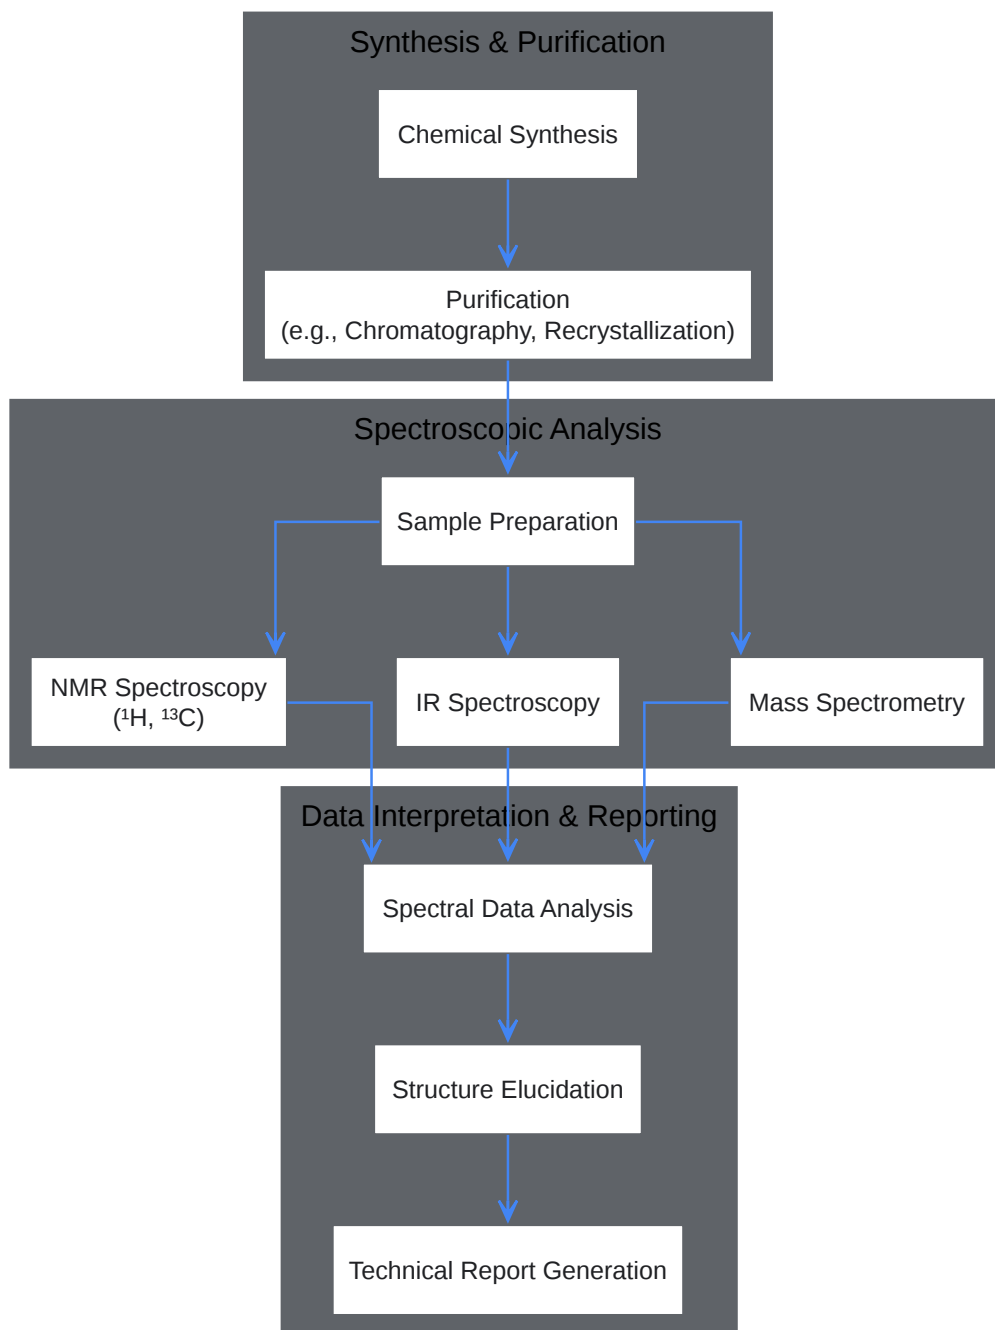 Synthesis & Purification
Chemical Synthesis
Purification
(e.g., Chromatography, Recrystallization)
Spectroscopic Analysis
Sample Preparation
NMR Spectroscopy
(¹H, ¹³C)
IR Spectroscopy
Mass Spectrometry
Data Interpretation & Reporting
Spectral Data Analysis
Structure Elucidation
Technical Report Generation